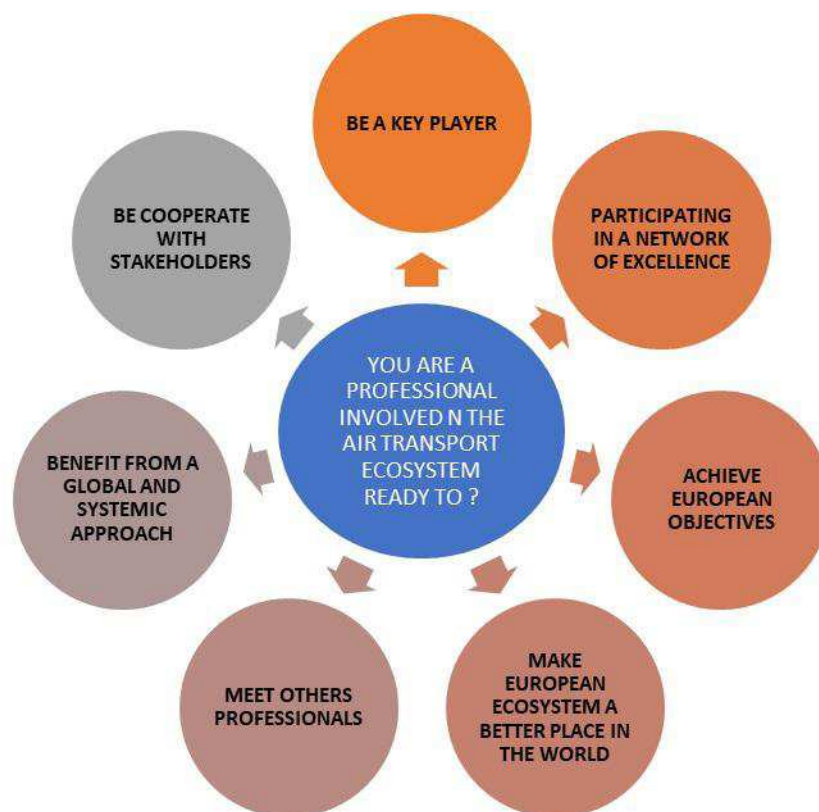 BE A KEY PLAYER
PARTICIPATING
IN A NETWORK
OF EXCELLENCE
ACHIEVE
EUROPEAN
OBJECTIVES
MAKE
EUROPEAN
ECOSYSTEM A
BETTER PLACE IN
THE WORLD
MEET OTHERS
PROFESSIONALS
BENEFIT FROM A
GLOBAL AND
SYSTEMIC
APPROACH
BE COOPERATE
WITH
STAKEHOLDERS
YOU ARE A
PROFESSIONAL
INVOLVED N THE
AIR TRANSPORT
ECOSYSTEM
READY TO ?